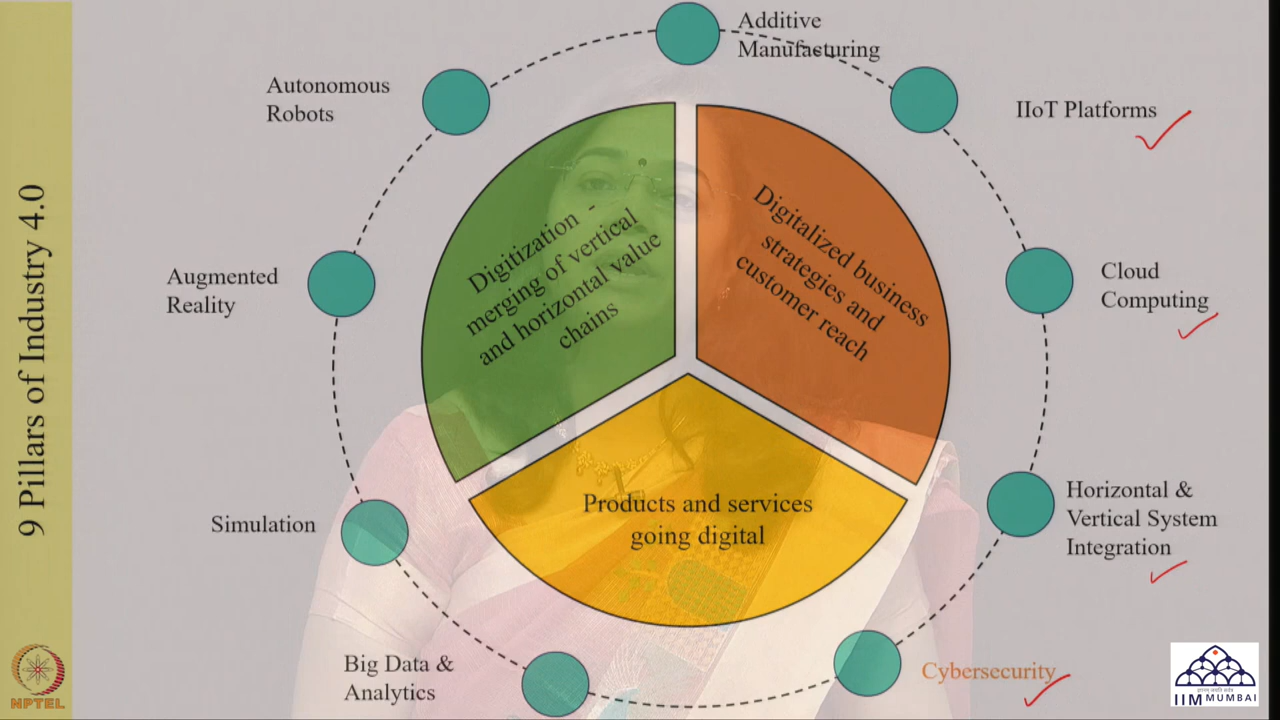 9 Pillars of Industry 4.0
Additive
Manufacturing
Autonomous
Robots
IIoT Platforms
Digitization -
merging of vertical
and horizontal value
chains
Digitalized business
strategies and
customer reach
Augmented
Reality
Cloud
Computing
Products and services
going digital
Simulation
Horizontal &
Vertical System
Integration
Big Data &
Analytics
Cybersecurity
NPTEL
IIM MUMBAI